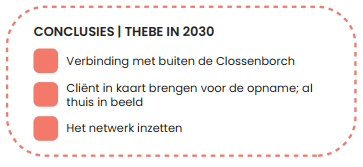 CONCLUSIES | THEBE IN 2030
Verbinding met buiten de Clossenborch
Cliënt in kaart brengen voor de opname; al
thuis in beeld
Het netwerk inzetten